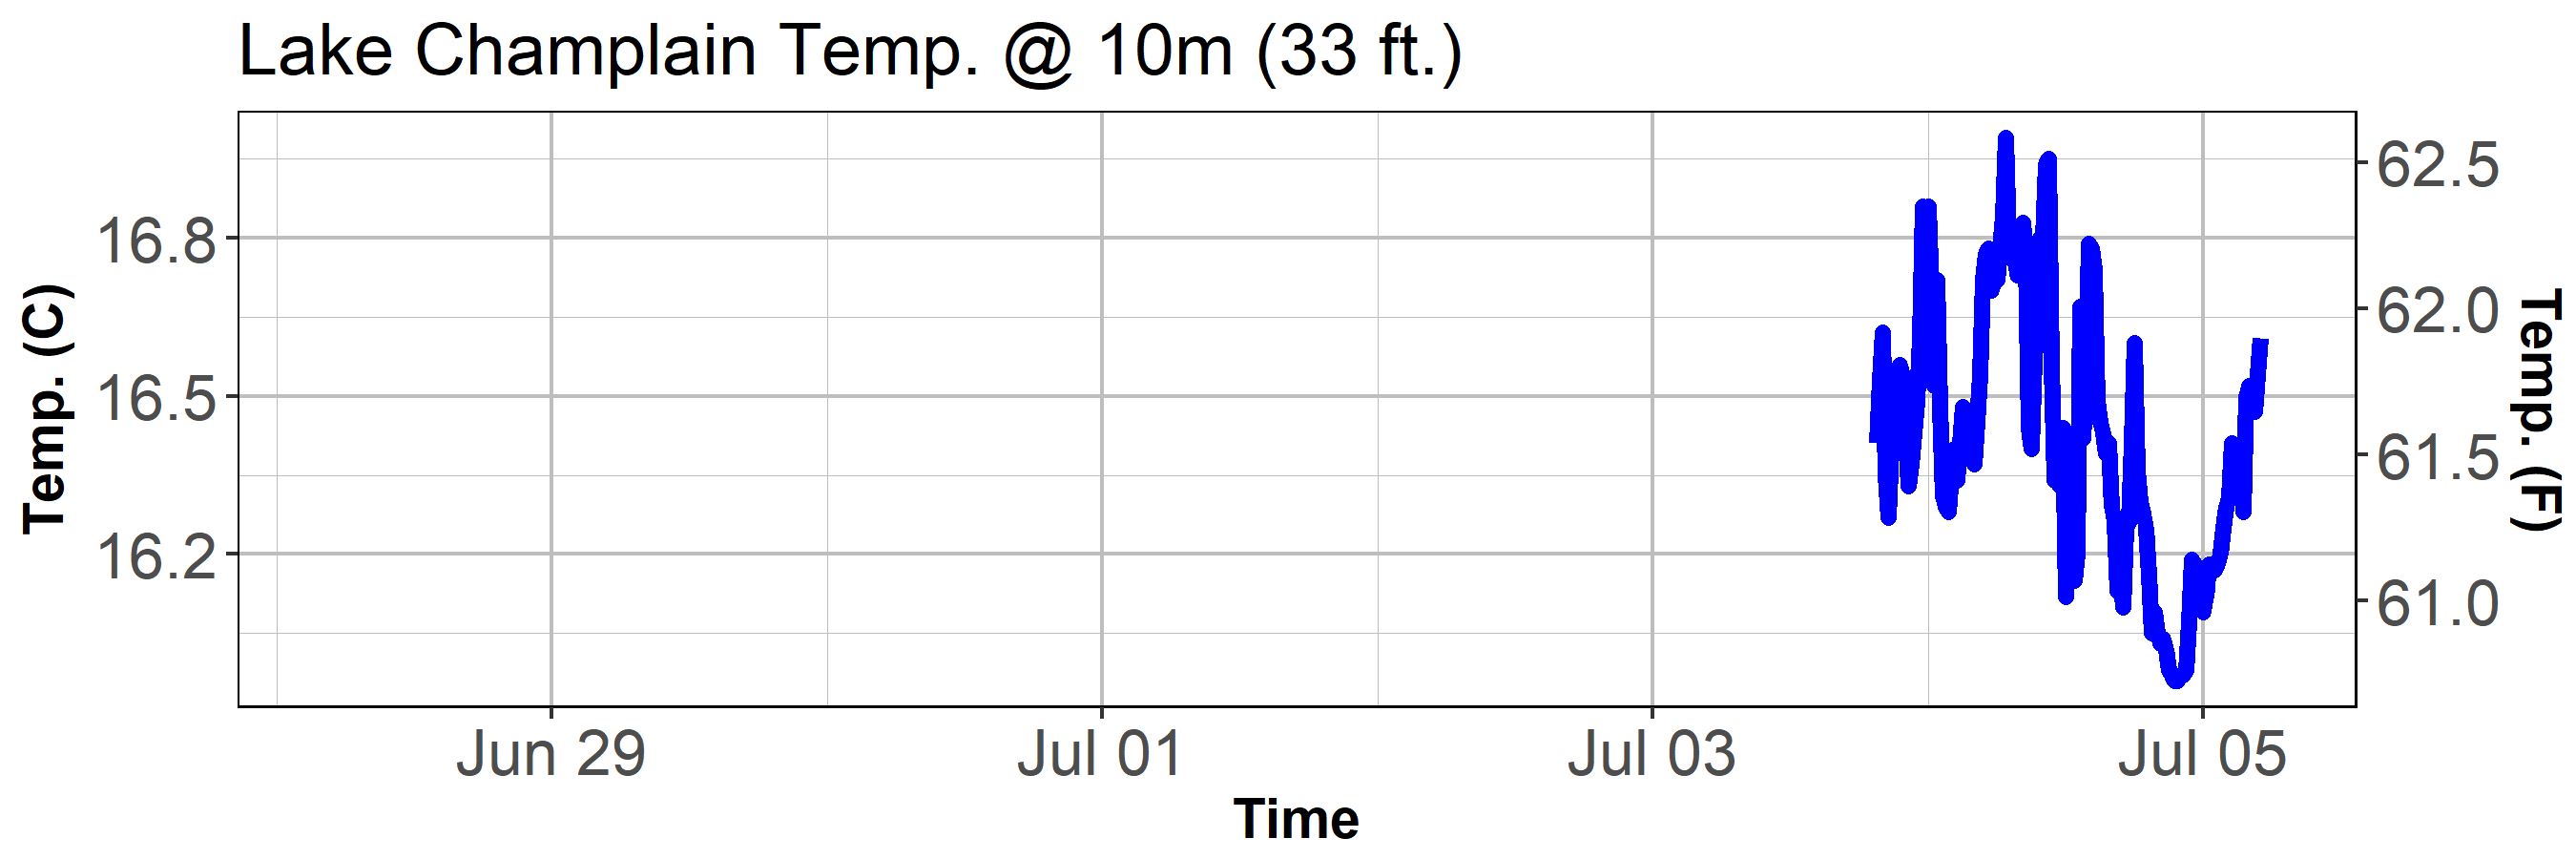 Lake Champlain Temp. @ 10m (33 ft.)
Temp. (C)
16.8
16.5
16.2
62.5
62.0
61.5
61.0
Temp. (F)
Jun 29
Jul 01
Jul 03
Jul 05
Time